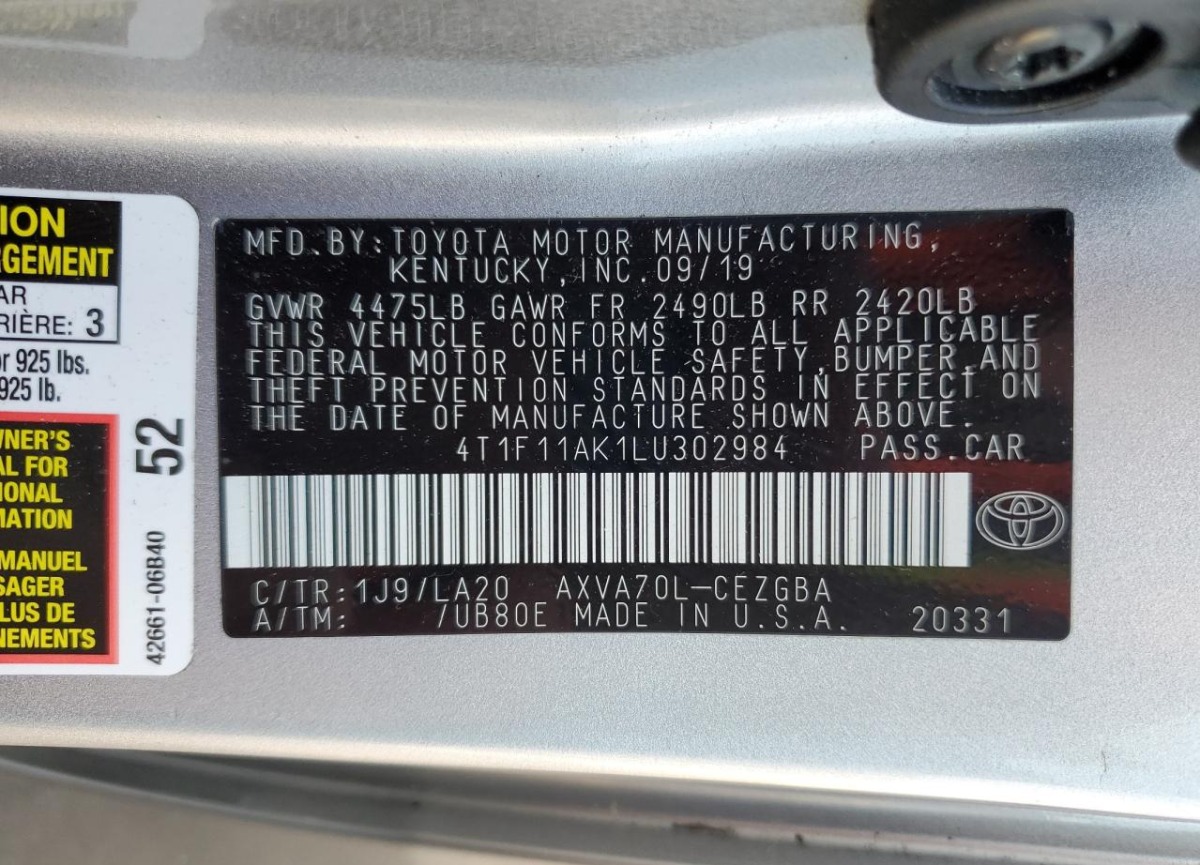 ION
RGEMENT
AR
RIÈRE: 3
or 925 lbs.
925 lb.
WNER'S
AL FOR
IONAL
MATION
MANUEL
SAGER
LUS DE
NEMENTS
52
42661-06B40
MFD. BY: TOYOTA MOTOR MANUFACTURING,
KENTUCKY, INC. 09/19
GVWR 4475LB GAWR FR 2490LB RR 2420LB
THIS VEHICLE CONFORMS TO ALL APPLICABLE
FEDERAL MOTOR VEHICLE SAFETY, BUMPER, AND
THEFT PREVENTION STANDARDS IN EFFECT ON
THE DATE OF MANUFACTURE SHOWN ABOVE.
4T1F11AK1LU302984 PASS. CAR
C/TR: 1J9/LA20 AXVA70L-CEZGBA
A/TM: /UB80E MADE IN U.S.A. 20331